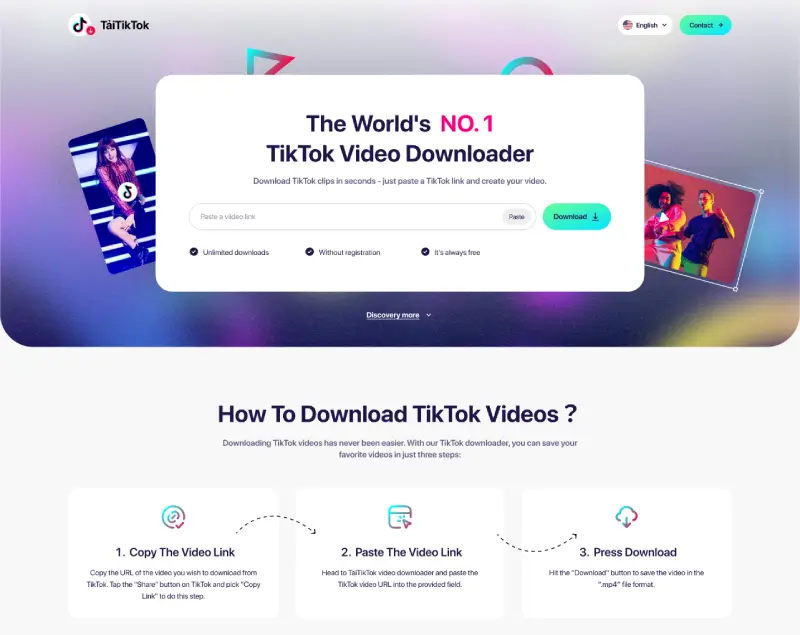 TảiTikTok
English
Contact
The World's NO. 1
TikTok Video Downloader
Download TikTok clips in seconds - just paste a TikTok link and create your video.
Paste a video link
Paste
Download
Unlimited downloads
Without registration
It's always free
Discovery more
How To Download TikTok Videos ?
Downloading TikTok videos has never been easier. With our TikTok downloader, you can save your
favorite videos in just three steps:
1. Copy The Video Link
Copy the URL of the video you wish to download from
TikTok. Tap the "Share" button on TikTok and pick "Copy
Link" to do this step.
2. Paste The Video Link
Head to TaiTikTok video downloader and paste the
TikTok video URL into the provided field.
3. Press Download
Hit the "Download" button to save the video in the
".mp4" file format.